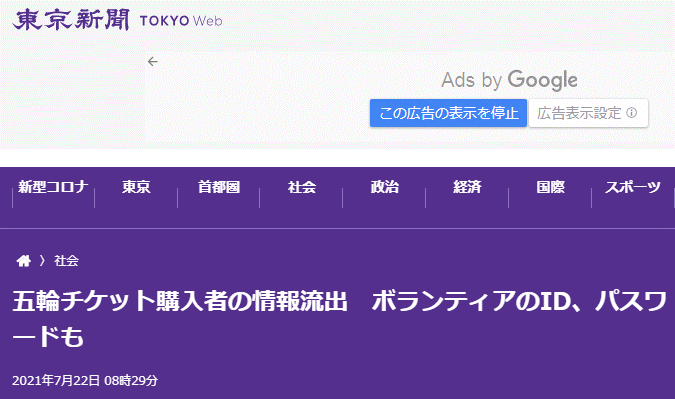 東京新聞 TOKYO Web
←
Ads by Google
この広告の表示を停止 広告表示設定 ⓘ
新型コロナ 東京 首都圏 社会 政治 経済 国際 スポーツ
〉 社会
五輪チケット購入者の情報流出　ボランティアのID、パスワ
ードも
2021年7月22日 08時29分